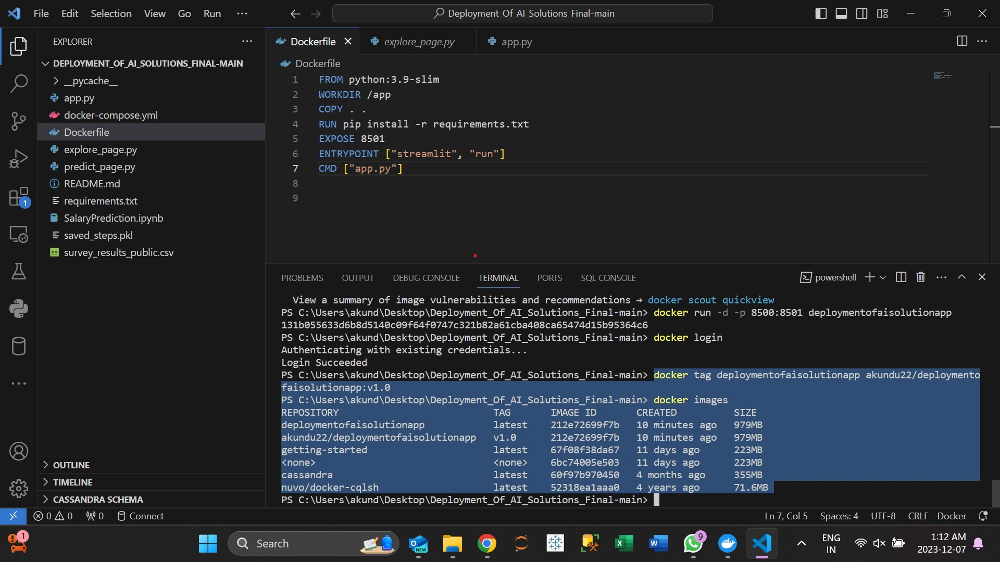 File Edit Selection View Go Run ···
Deployment_Of_AI_Solutions_Final-main
EXPLORER
DEPLOYMENT_OF_AI_SOLUTIONS_FINAL-MAIN
__pycache__
app.py
docker-compose.yml
Dockerfile
explore_page.py
predict_page.py
README.md
requirements.txt
SalaryPrediction.ipynb
saved_steps.pkl
survey_results_public.csv
1
OUTLINE
TIMELINE
CASSANDRA SCHEMA
Dockerfile explore_page.py app.py
Dockerfile
1 FROM python:3.9-slim
2 WORKDIR /app
3 COPY . .
4 RUN pip install -r requirements.txt
5 EXPOSE 8501
6 ENTRYPOINT ["streamlit", "run"]
7 CMD ["app.py"]
8
9
PROBLEMS OUTPUT DEBUG CONSOLE TERMINAL PORTS SQL CONSOLE powershell
View a summary of image vulnerabilities and recommendations → docker scout quickview
PS C:\Users\akund\Desktop\Deployment_Of_AI_Solutions_Final-main> docker run -d -p 8500:8501 deploymentofaisolutionapp
131b055633d6b8d5140c09f64f0747c321b82a61cba408ca65474d15b95364c6
PS C:\Users\akund\Desktop\Deployment_Of_AI_Solutions_Final-main> docker login
Authenticating with existing credentials...
Login Succeeded
PS C:\Users\akund\Desktop\Deployment_Of_AI_Solutions_Final-main> docker tag deploymentofaisolutionapp akundu22/deploymento
faisolutionapp:v1.0
PS C:\Users\akund\Desktop\Deployment_Of_AI_Solutions_Final-main> docker images
REPOSITORY TAG IMAGE ID CREATED SIZE
deploymentofaisolutionapp latest 212e72699f7b 10 minutes ago 979MB
akundu22/deploymentofaisolutionapp v1.0 212e72699f7b 10 minutes ago 979MB
getting-started latest 67f08f38da67 11 days ago 223MB
<none> <none> 6bc74005e503 11 days ago 223MB
cassandra latest 60f97b970450 4 months ago 355MB
nuvo/docker-cqlsh latest 52318ea1aaa0 4 years ago 71.6MB
PS C:\Users\akund\Desktop\Deployment_Of_AI_Solutions_Final-main>
0 0 0 Connect Ln 7, Col 5 Spaces: 4 UTF-8 CRLF Docker
1 Search NEW 9 ENG 1:12 AM
IN 2023-12-07